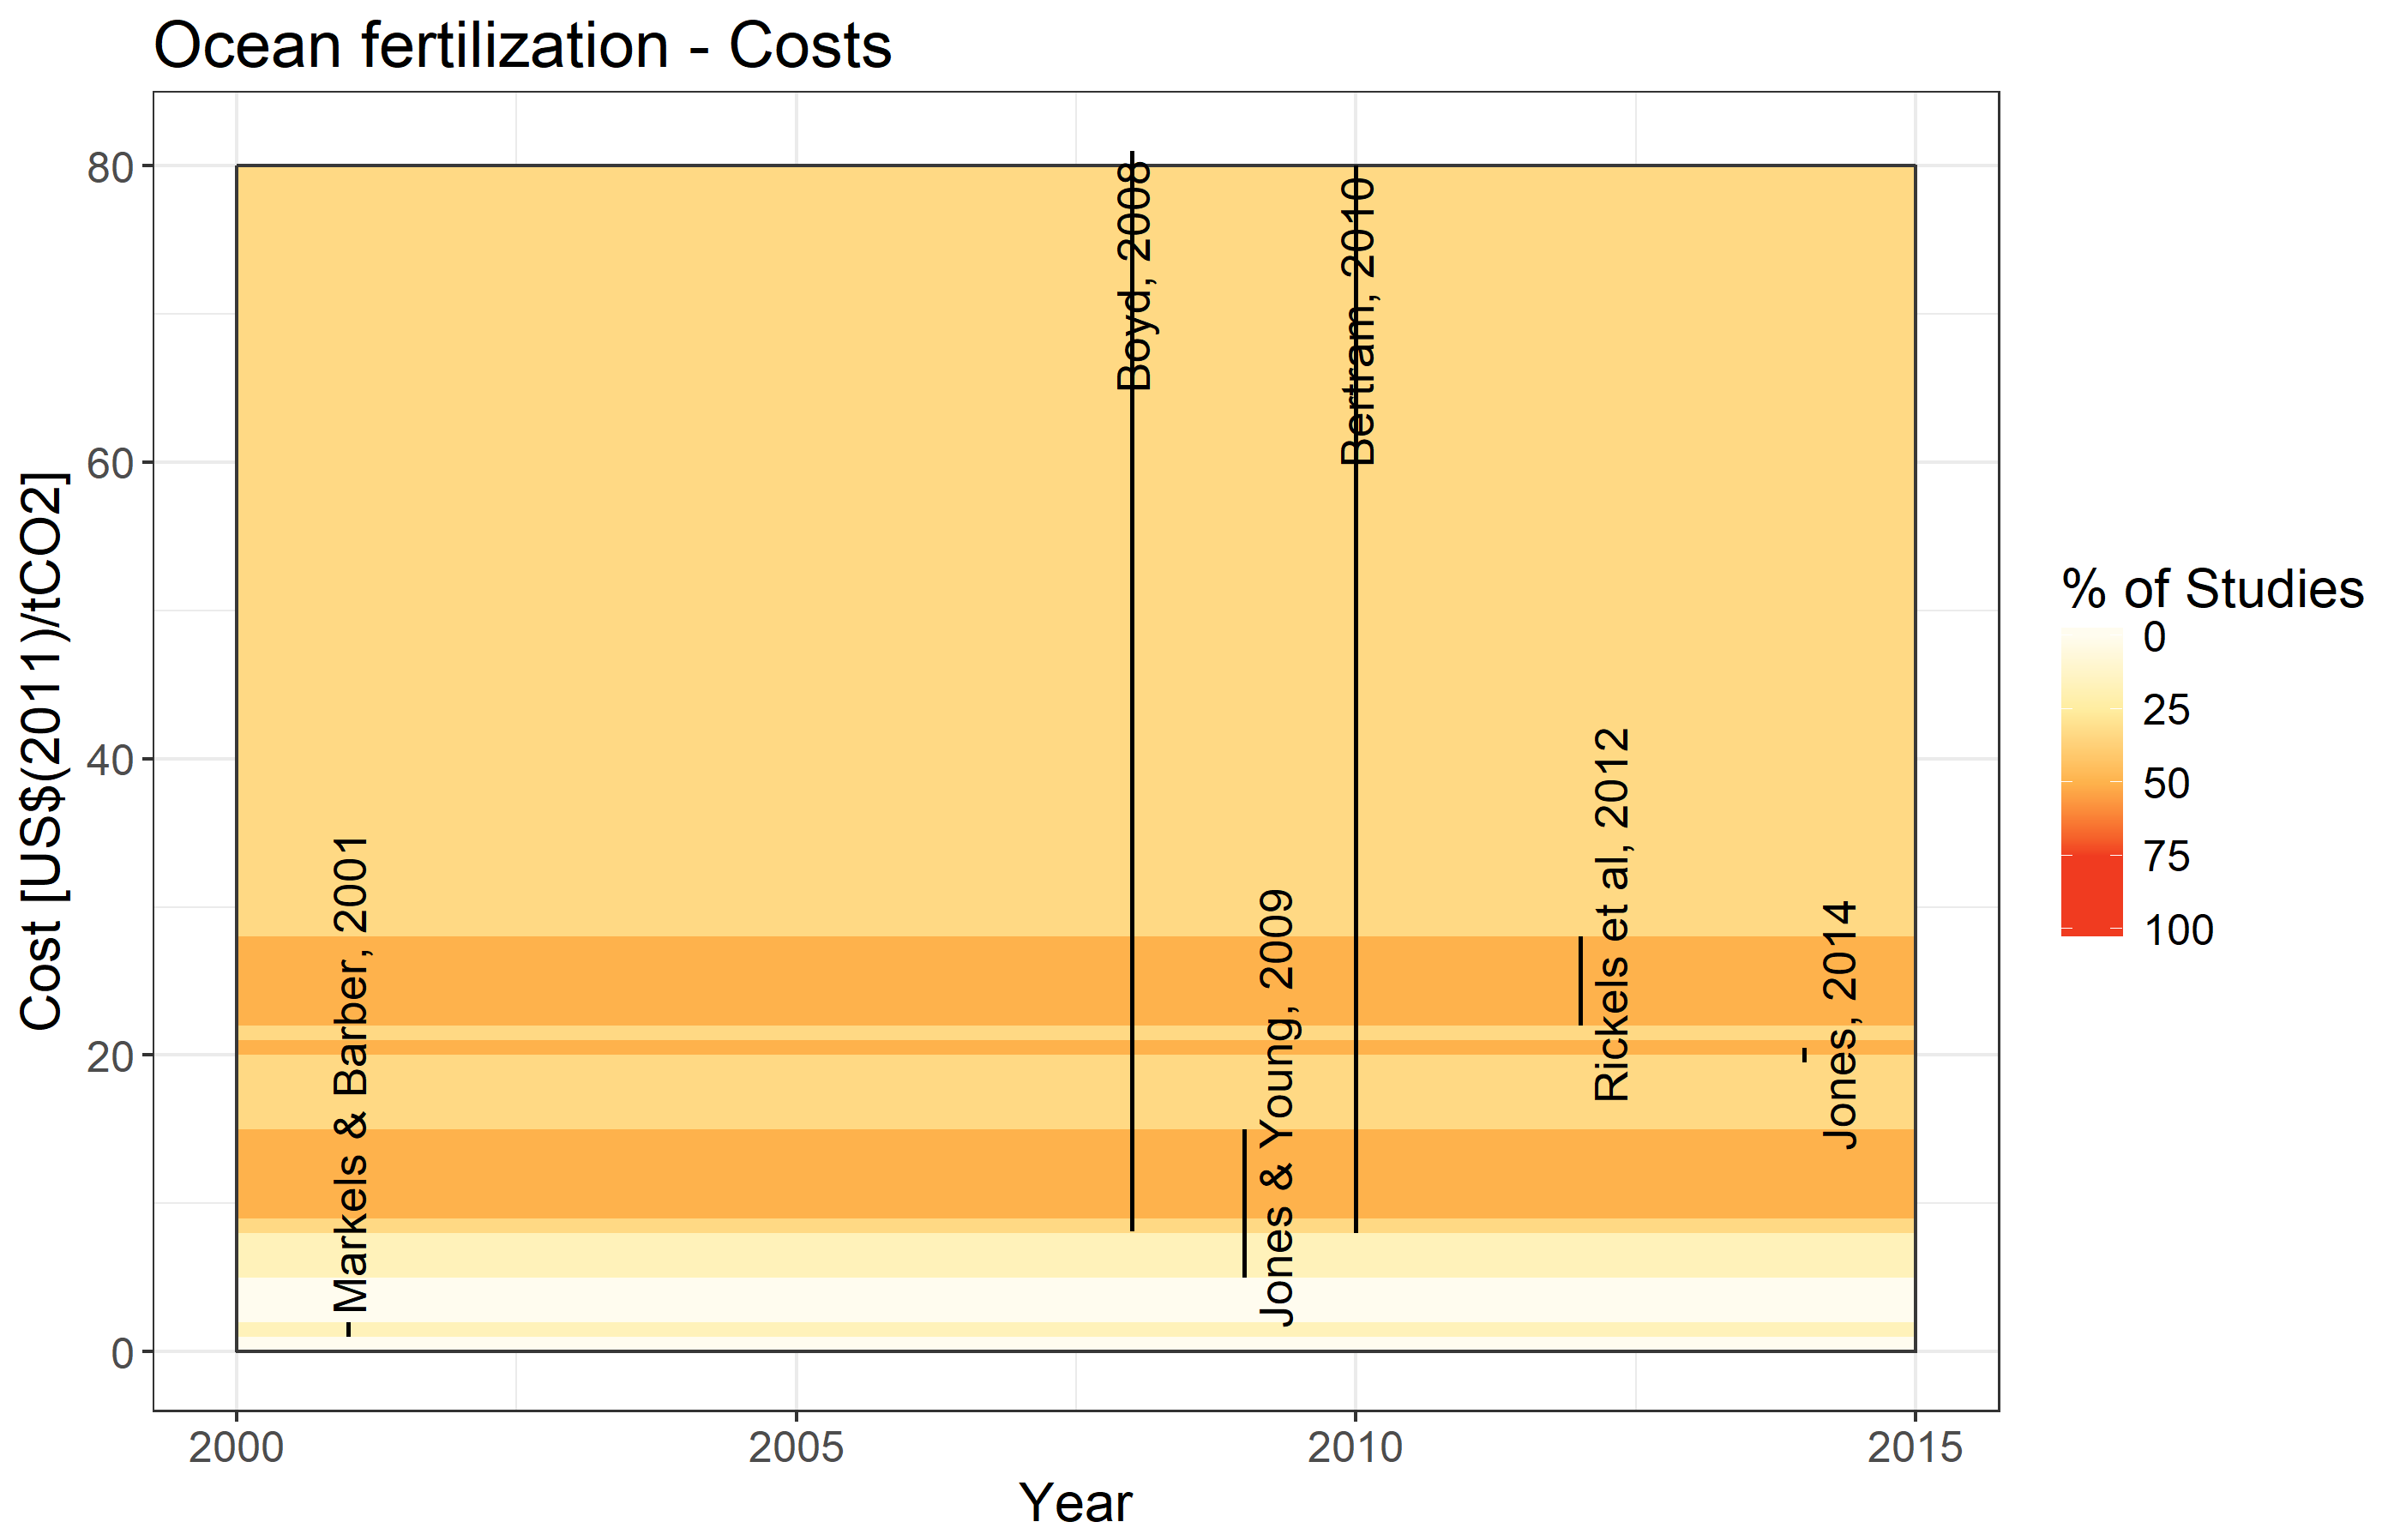 Ocean fertilization - Costs
Cost [US$(2011)/tCO2]
80
60
40
20
0
Markels & Barber, 2001
Boyd, 2008
Jones & Young, 2009
Bertram, 2010
Rickels et al, 2012
Jones, 2014
2000
2005
2010
2015
Year
% of Studies
0
25
50
75
100